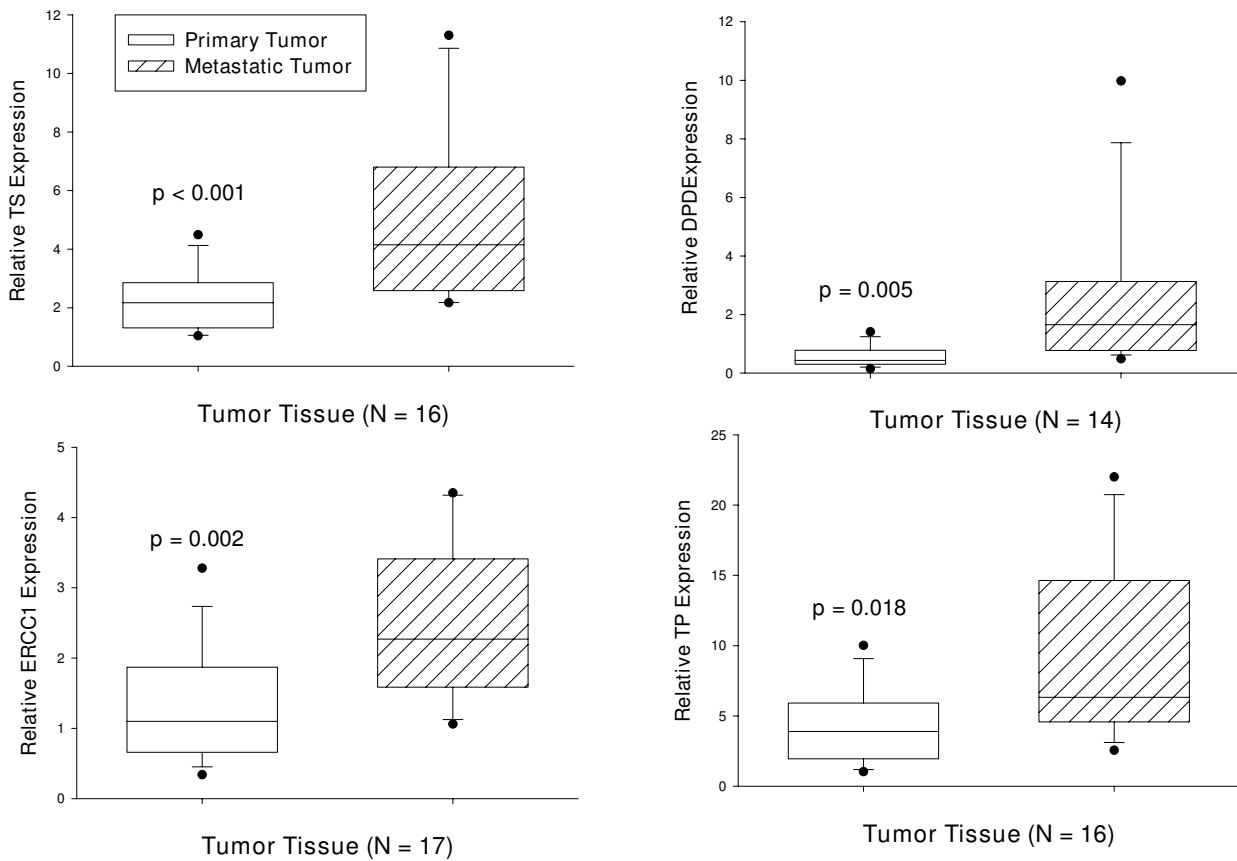 12
10
8
6
4
2
0
Relative TS Expression
Primary Tumor
Metastatic Tumor
p < 0.001
Tumor Tissue (N = 16)
12
10
8
6
4
2
0
Relative DPDExpression
p = 0.005
Tumor Tissue (N = 14)
5
4
3
2
1
0
Relative ERCC1 Expression
p = 0.002
Tumor Tissue (N = 17)
25
20
15
10
5
0
Relative TP Expression
p = 0.018
Tumor Tissue (N = 16)